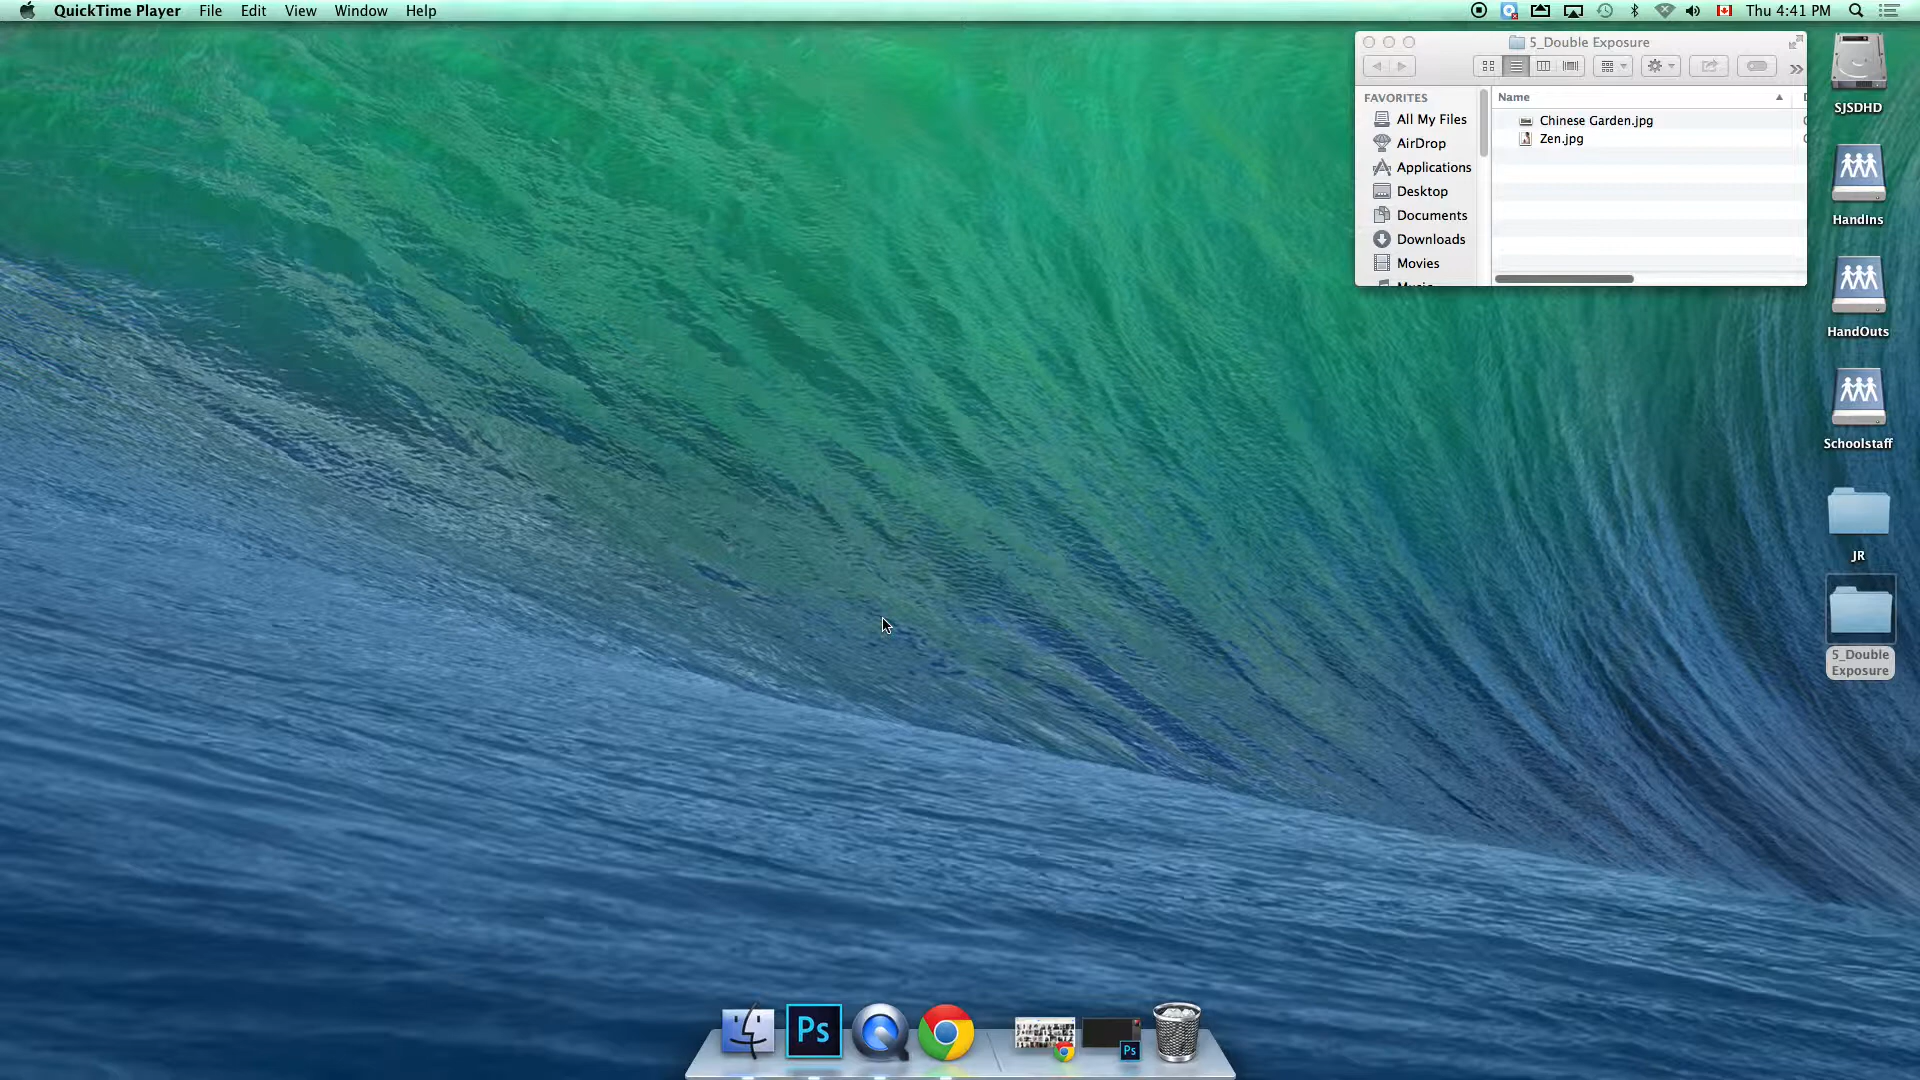 QuickTime Player File Edit View Window Help Thu 4:41 PM
5_Double Exposure
FAVORITES
All My Files
AirDrop
Applications
Desktop
Documents
Downloads
Movies
Name
Chinese Garden.jpg
Zen.jpg
SJSDHD
HandIns
HandOuts
Schoolstaff
JR
5_Double
Exposure
Ps
Ps